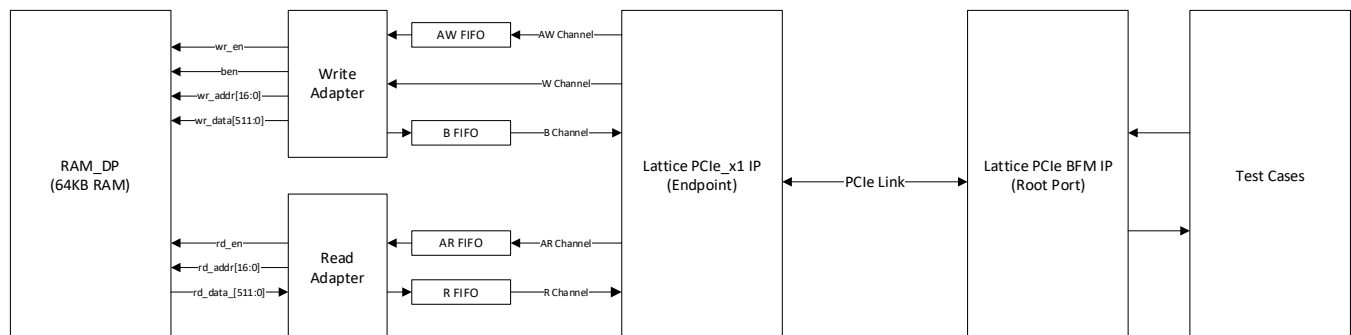 RAM_DP
(64KB RAM)
wr_en
ben
wr_addr[16:0]
wr_data[511:0]
Write
Adapter
AW FIFO
AW Channel
W Channel
B FIFO
B Channel
rd_en
rd_addr[16:0]
rd_data_[511:0]
Read
Adapter
AR FIFO
AR Channel
R FIFO
R Channel
Lattice PCIe_x1 IP
(Endpoint)
PCIe Link
Lattice PCIe BFM IP
(Root Port)
Test Cases